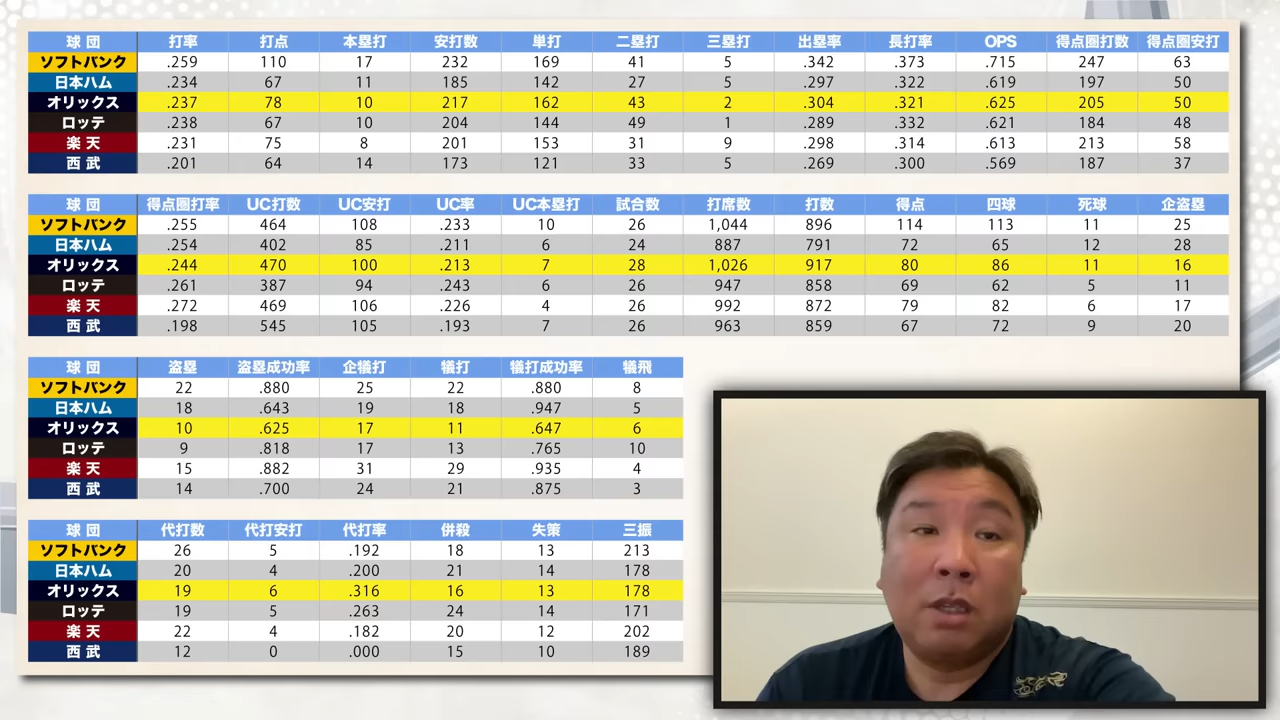 球団 打率 打点 本塁打 安打数 単打 二塁打 三塁打 出塁率 長打率 OPS 得点圏打数 得点圏安打
ソフトバンク .259 110 17 232 169 41 5 .342 .373 .715 247 63
日本ハム .234 67 11 185 142 27 5 .297 .322 .619 197 50
オリックス .237 78 10 217 162 43 2 .304 .321 .625 205 50
ロッテ .238 67 10 204 144 49 1 .289 .332 .621 184 48
楽天 .231 75 8 201 153 31 9 .298 .314 .613 213 58
西武 .201 64 14 173 121 33 5 .269 .300 .569 187 37
球団 得点圏打率 UC打数 UC安打 UC率 UC本塁打 試合数 打席数 打数 得点 四球 死球 企盗塁
ソフトバンク .255 464 108 .233 10 26 1,044 896 114 113 11 25
日本ハム .254 402 85 .211 6 24 887 791 72 65 12 28
オリックス .244 470 100 .213 7 28 1,026 917 80 86 11 16
ロッテ .261 387 94 .243 6 26 947 858 69 62 5 11
楽天 .272 469 106 .226 4 26 992 872 79 82 6 17
西武 .198 545 105 .193 7 26 963 859 67 72 9 20
球団 盗塁 盗塁成功率 企犠打 犠打 犠打成功率 犠飛
ソフトバンク 22 .880 25 22 .880 8
日本ハム 18 .643 19 18 .947 5
オリックス 10 .625 17 11 .647 6
ロッテ 9 .818 17 13 .765 10
楽天 15 .882 31 29 .935 4
西武 14 .700 24 21 .875 3
球団 代打数 代打安打 代打率 併殺 失策 三振
ソフトバンク 26 5 .192 18 13 213
日本ハム 20 4 .200 21 14 178
オリックス 19 6 .316 16 13 178
ロッテ 19 5 .263 24 14 171
楽天 22 4 .182 20 12 202
西武 12 0 .000 15 10 189